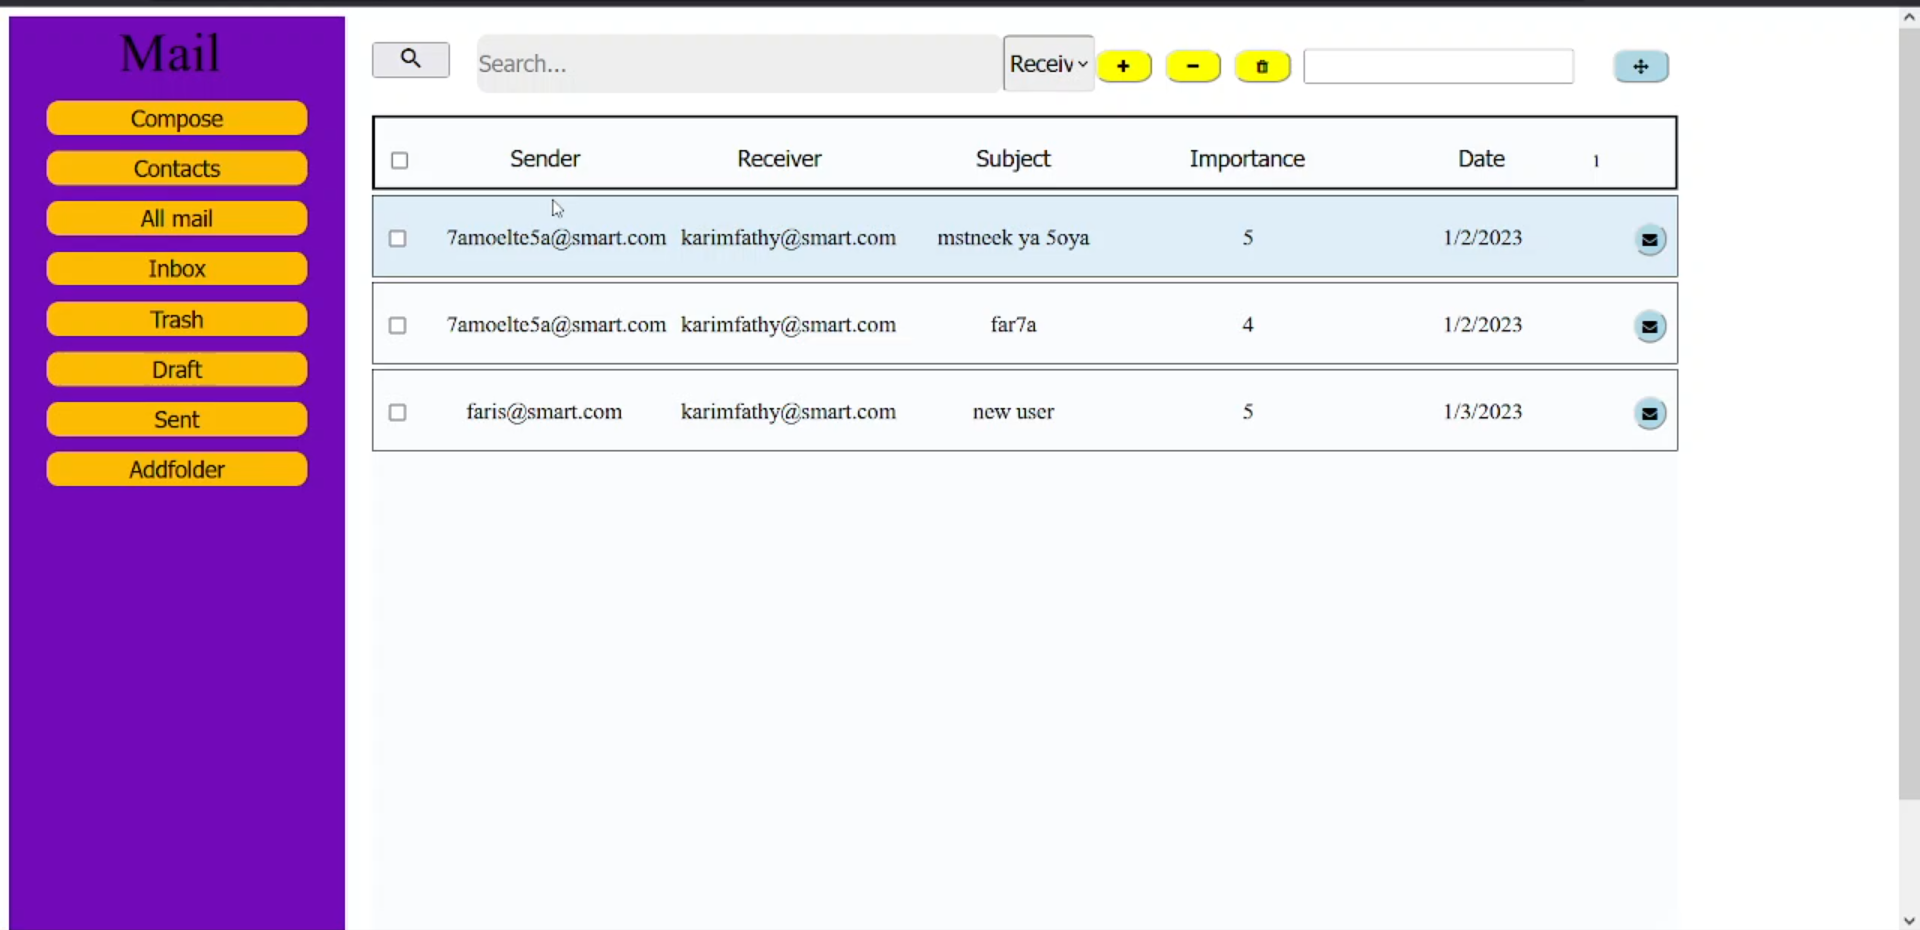 Mail
Compose
Contacts
All mail
Inbox
Trash
Draft
Sent
Addfolder
Search... Receiv
Sender Receiver Subject Importance Date 1
7amoelte5a@smart.com karimfathy@smart.com mstneek ya 5oya 5 1/2/2023
7amoelte5a@smart.com karimfathy@smart.com far7a 4 1/2/2023
faris@smart.com karimfathy@smart.com new user 5 1/3/2023